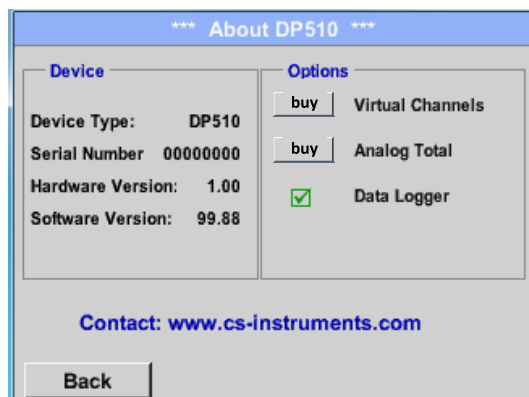 *** About DP510 ***
Device
Device Type: DP510
Serial Number 00000000
Hardware Version: 1.00
Software Version: 99.88
Options
buy Virtual Channels
buy Analog Total
Data Logger
Contact: www.cs-instruments.com
Back